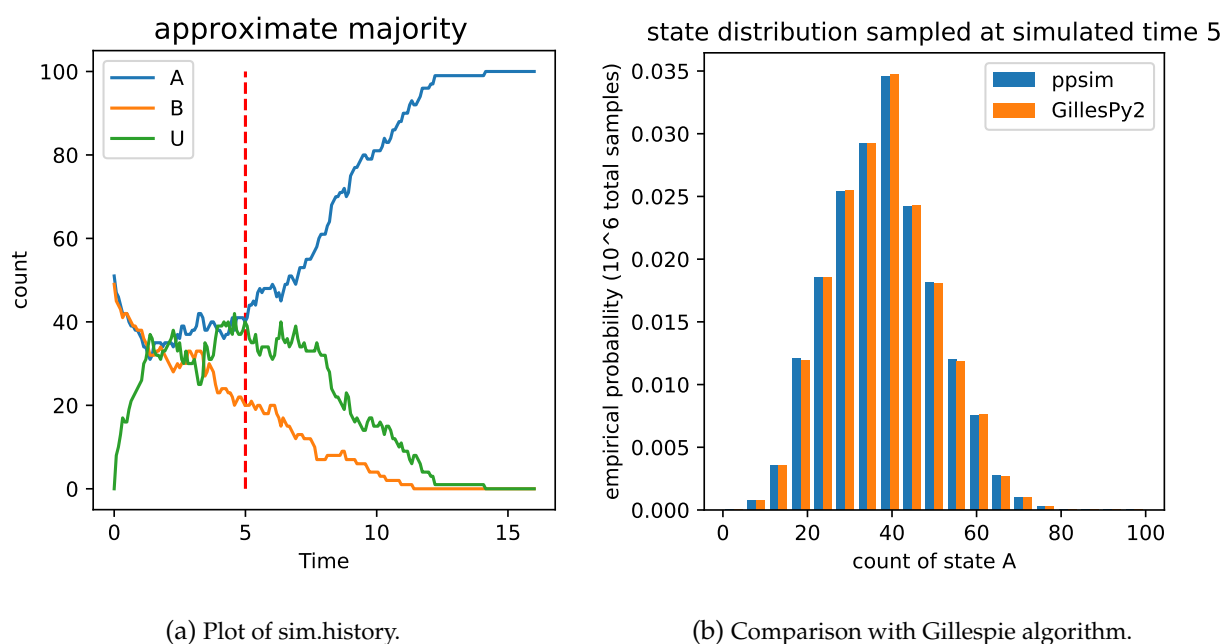 approximate majority
A
B
U
100
80
60
40
20
0
count
0
5
10
15
Time
(a) Plot of sim.history.
state distribution sampled at simulated time 5
ppsim
GillesPy2
0.035
0.030
0.025
0.020
0.015
0.010
0.005
0.000
empirical probability (10^6 total samples)
0
20
40
60
80
100
count of state A
(b) Comparison with Gillespie algorithm.